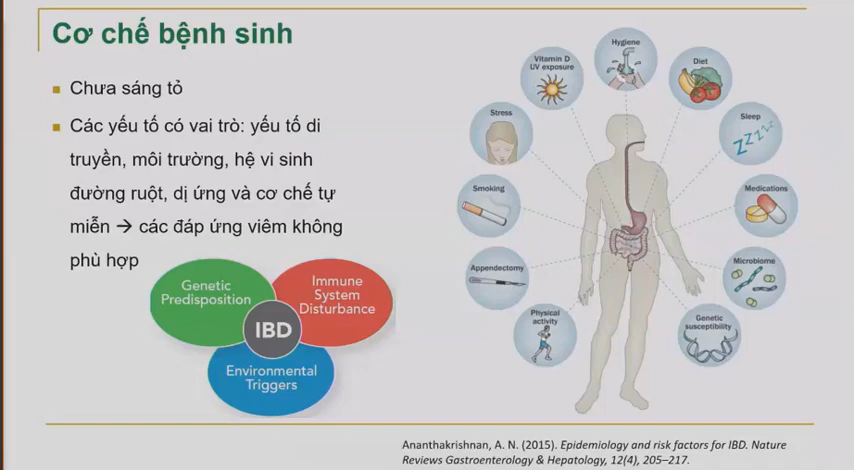 Cơ chế bệnh sinh
Chưa sáng tỏ
Các yếu tố có vai trò: yếu tố di
truyền, môi trường, hệ vi sinh
đường ruột, dị ứng và cơ chế tự
miễn → các đáp ứng viêm không
phù hợp
Genetic
Predisposition
Immune
System
Disturbance
IBD
Environmental
Triggers
Hygiene
Vitamin D
UV exposure
Diet
Stress
Sleep
Smoking
Medications
Appendectomy
Microbiome
Physical
activity
Genetic
susceptibility
ZZZZZ
Ananthakrishnan, A. N. (2015). Epidemiology and risk factors for IBD. Nature
Reviews Gastroenterology & Hepatology, 12(4), 205–217.